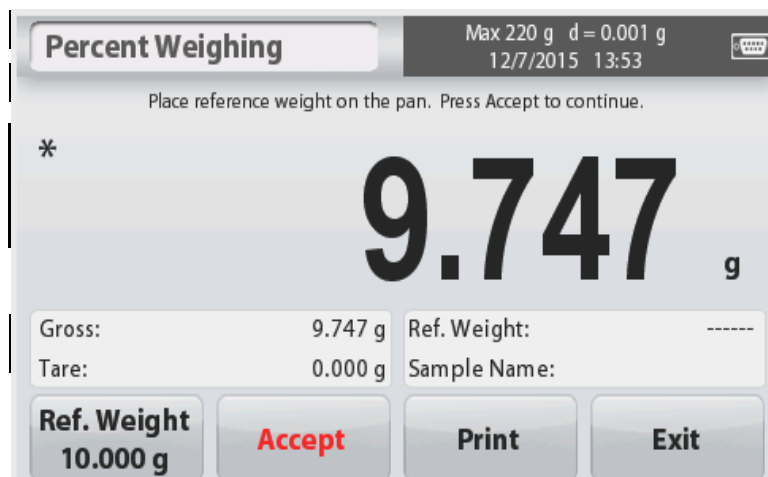 Percent Weighing
Max 220 g d = 0.001 g
12/7/2015 13:53
Place reference weight on the pan. Press Accept to continue.
*
9.747 g
Gross: 9.747 g
Tare: 0.000 g
Ref. Weight: ------
Sample Name:
Ref. Weight
10.000 g
Accept
Print
Exit